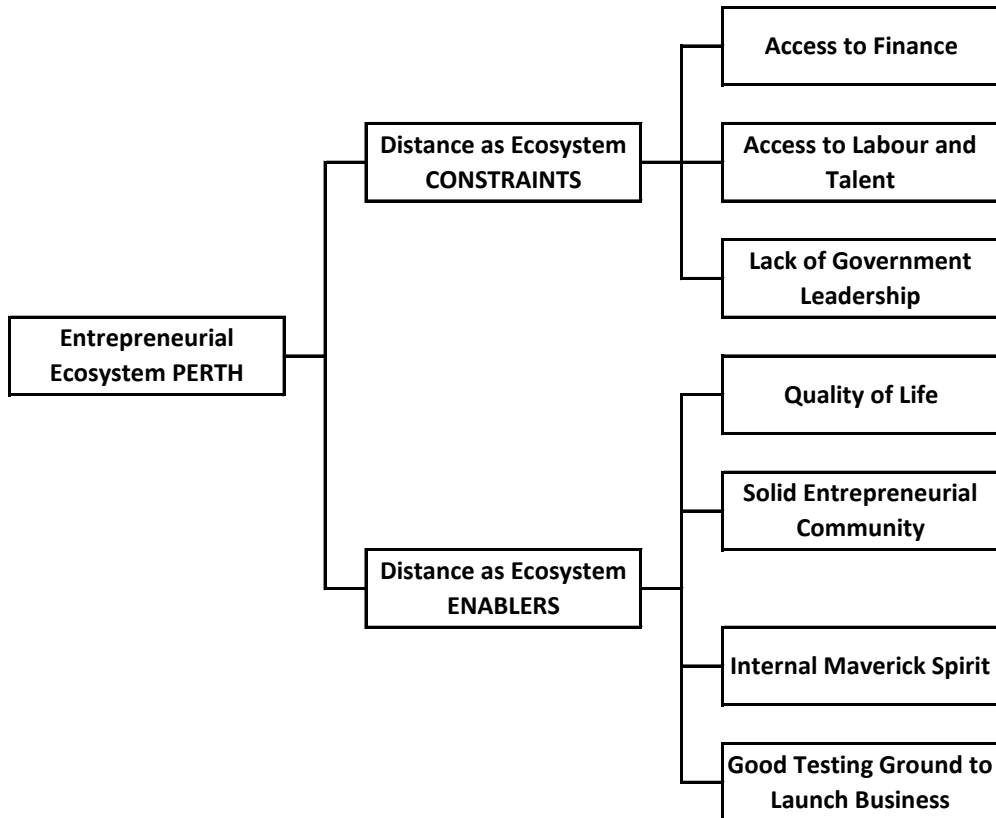 Entrepreneurial
Ecosystem PERTH
Distance as Ecosystem
CONSTRAINTS
Access to Finance
Access to Labour and
Talent
Lack of Government
Leadership
Distance as Ecosystem
ENABLERS
Quality of Life
Solid Entrepreneurial
Community
Internal Maverick Spirit
Good Testing Ground to
Launch Business